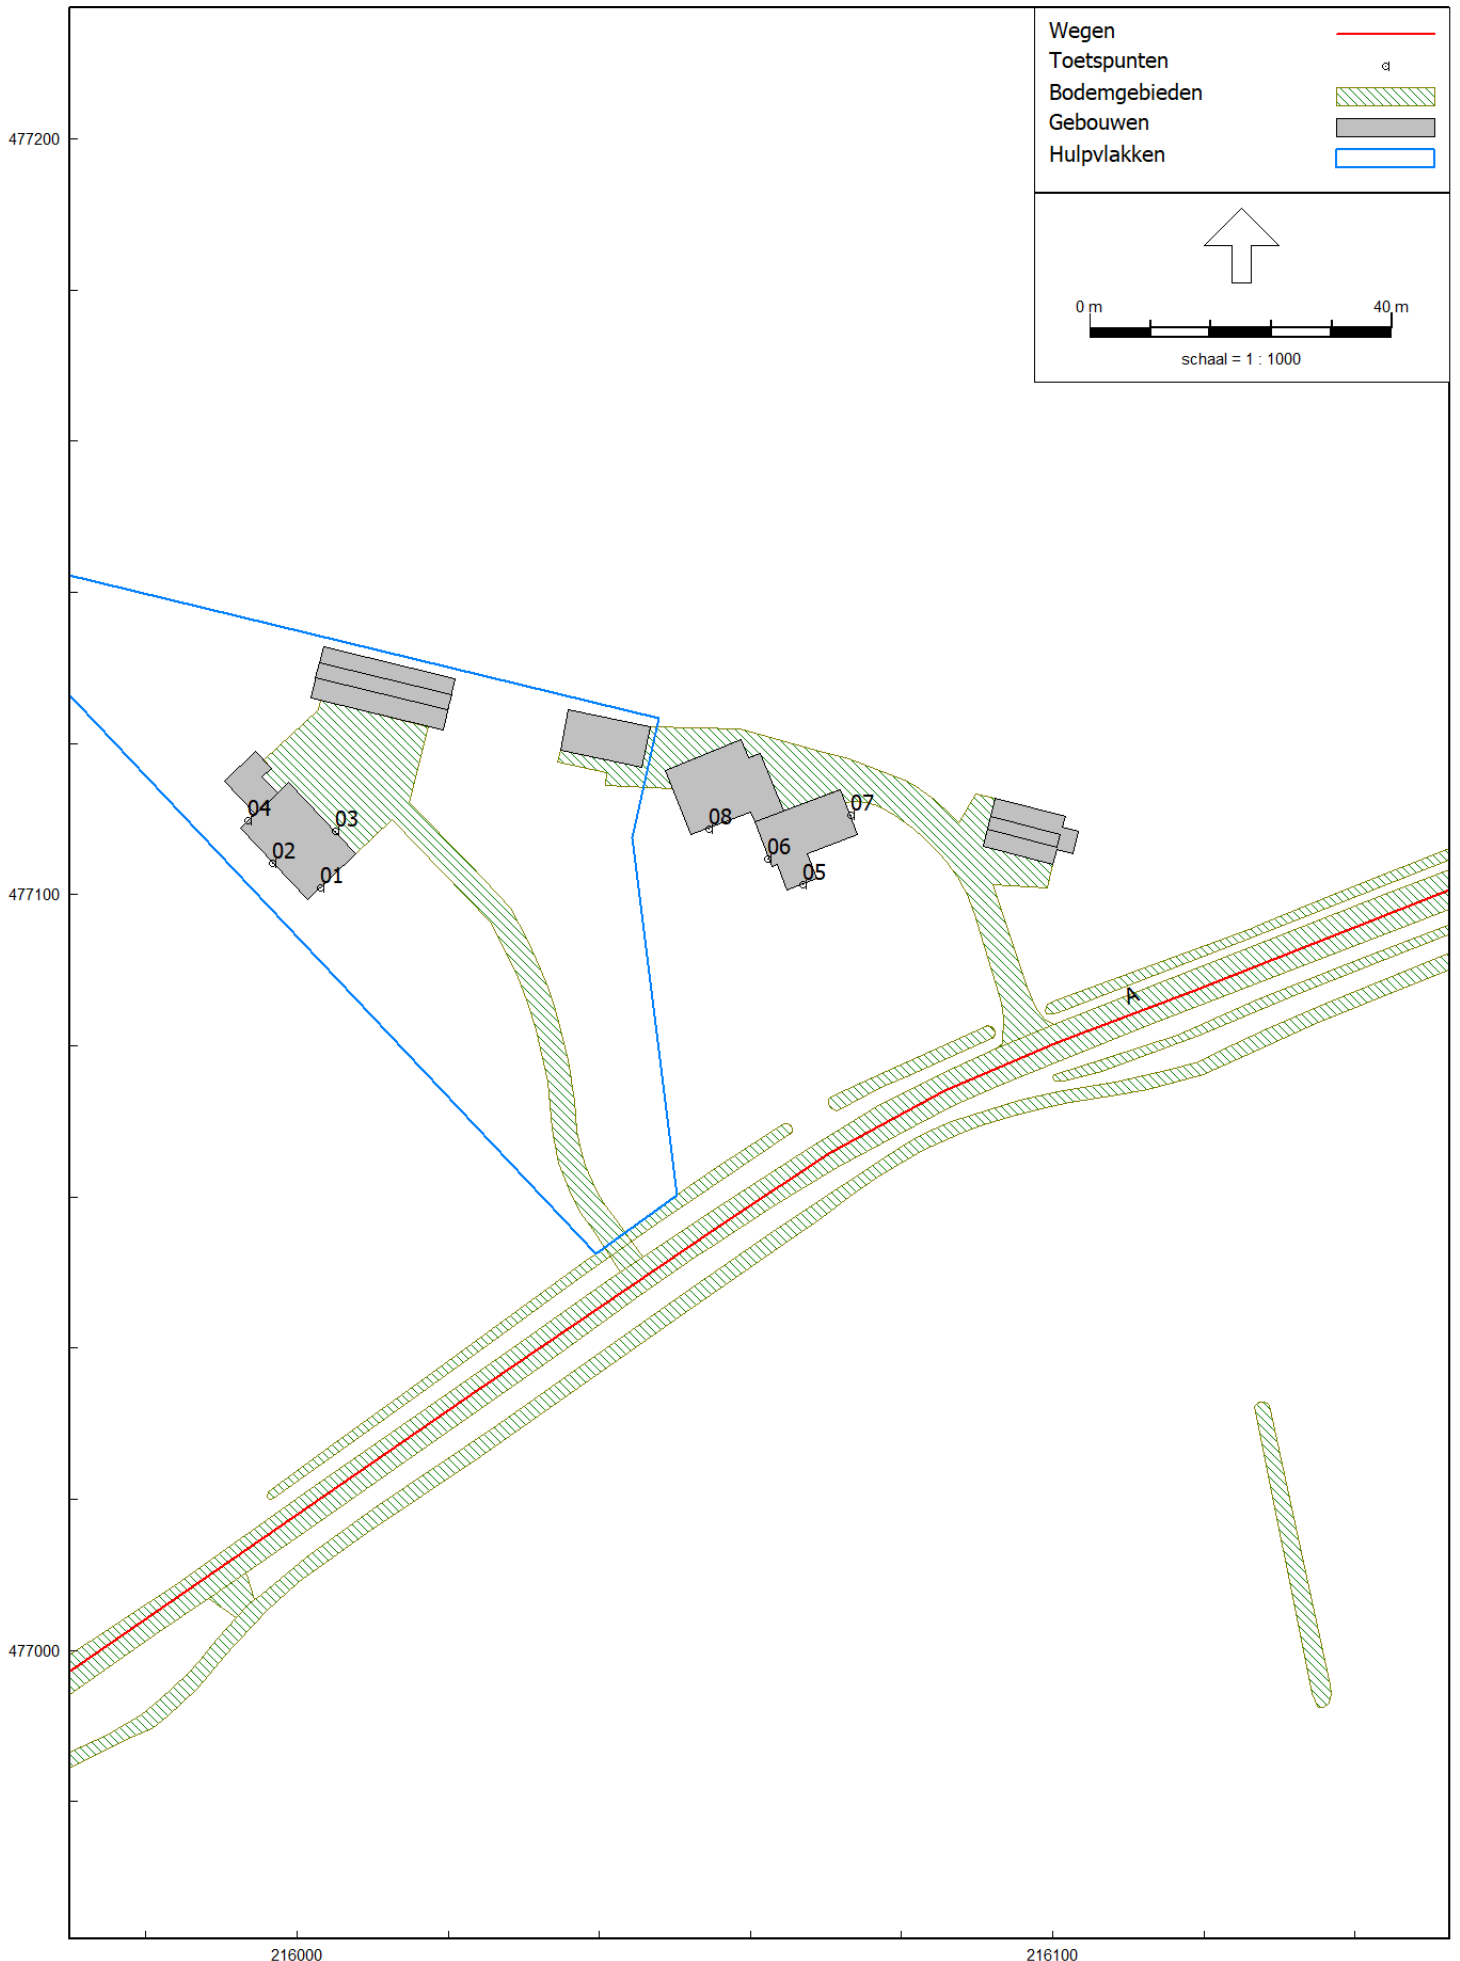 Wegen
Toetspunten
Bodemgebieden
Gebouwen
Hulpvlakken
0 m 40 m
schaal = 1 : 1000
477200
04
03
02
01
07
08
06
05
477100
A
477000
216000 216100